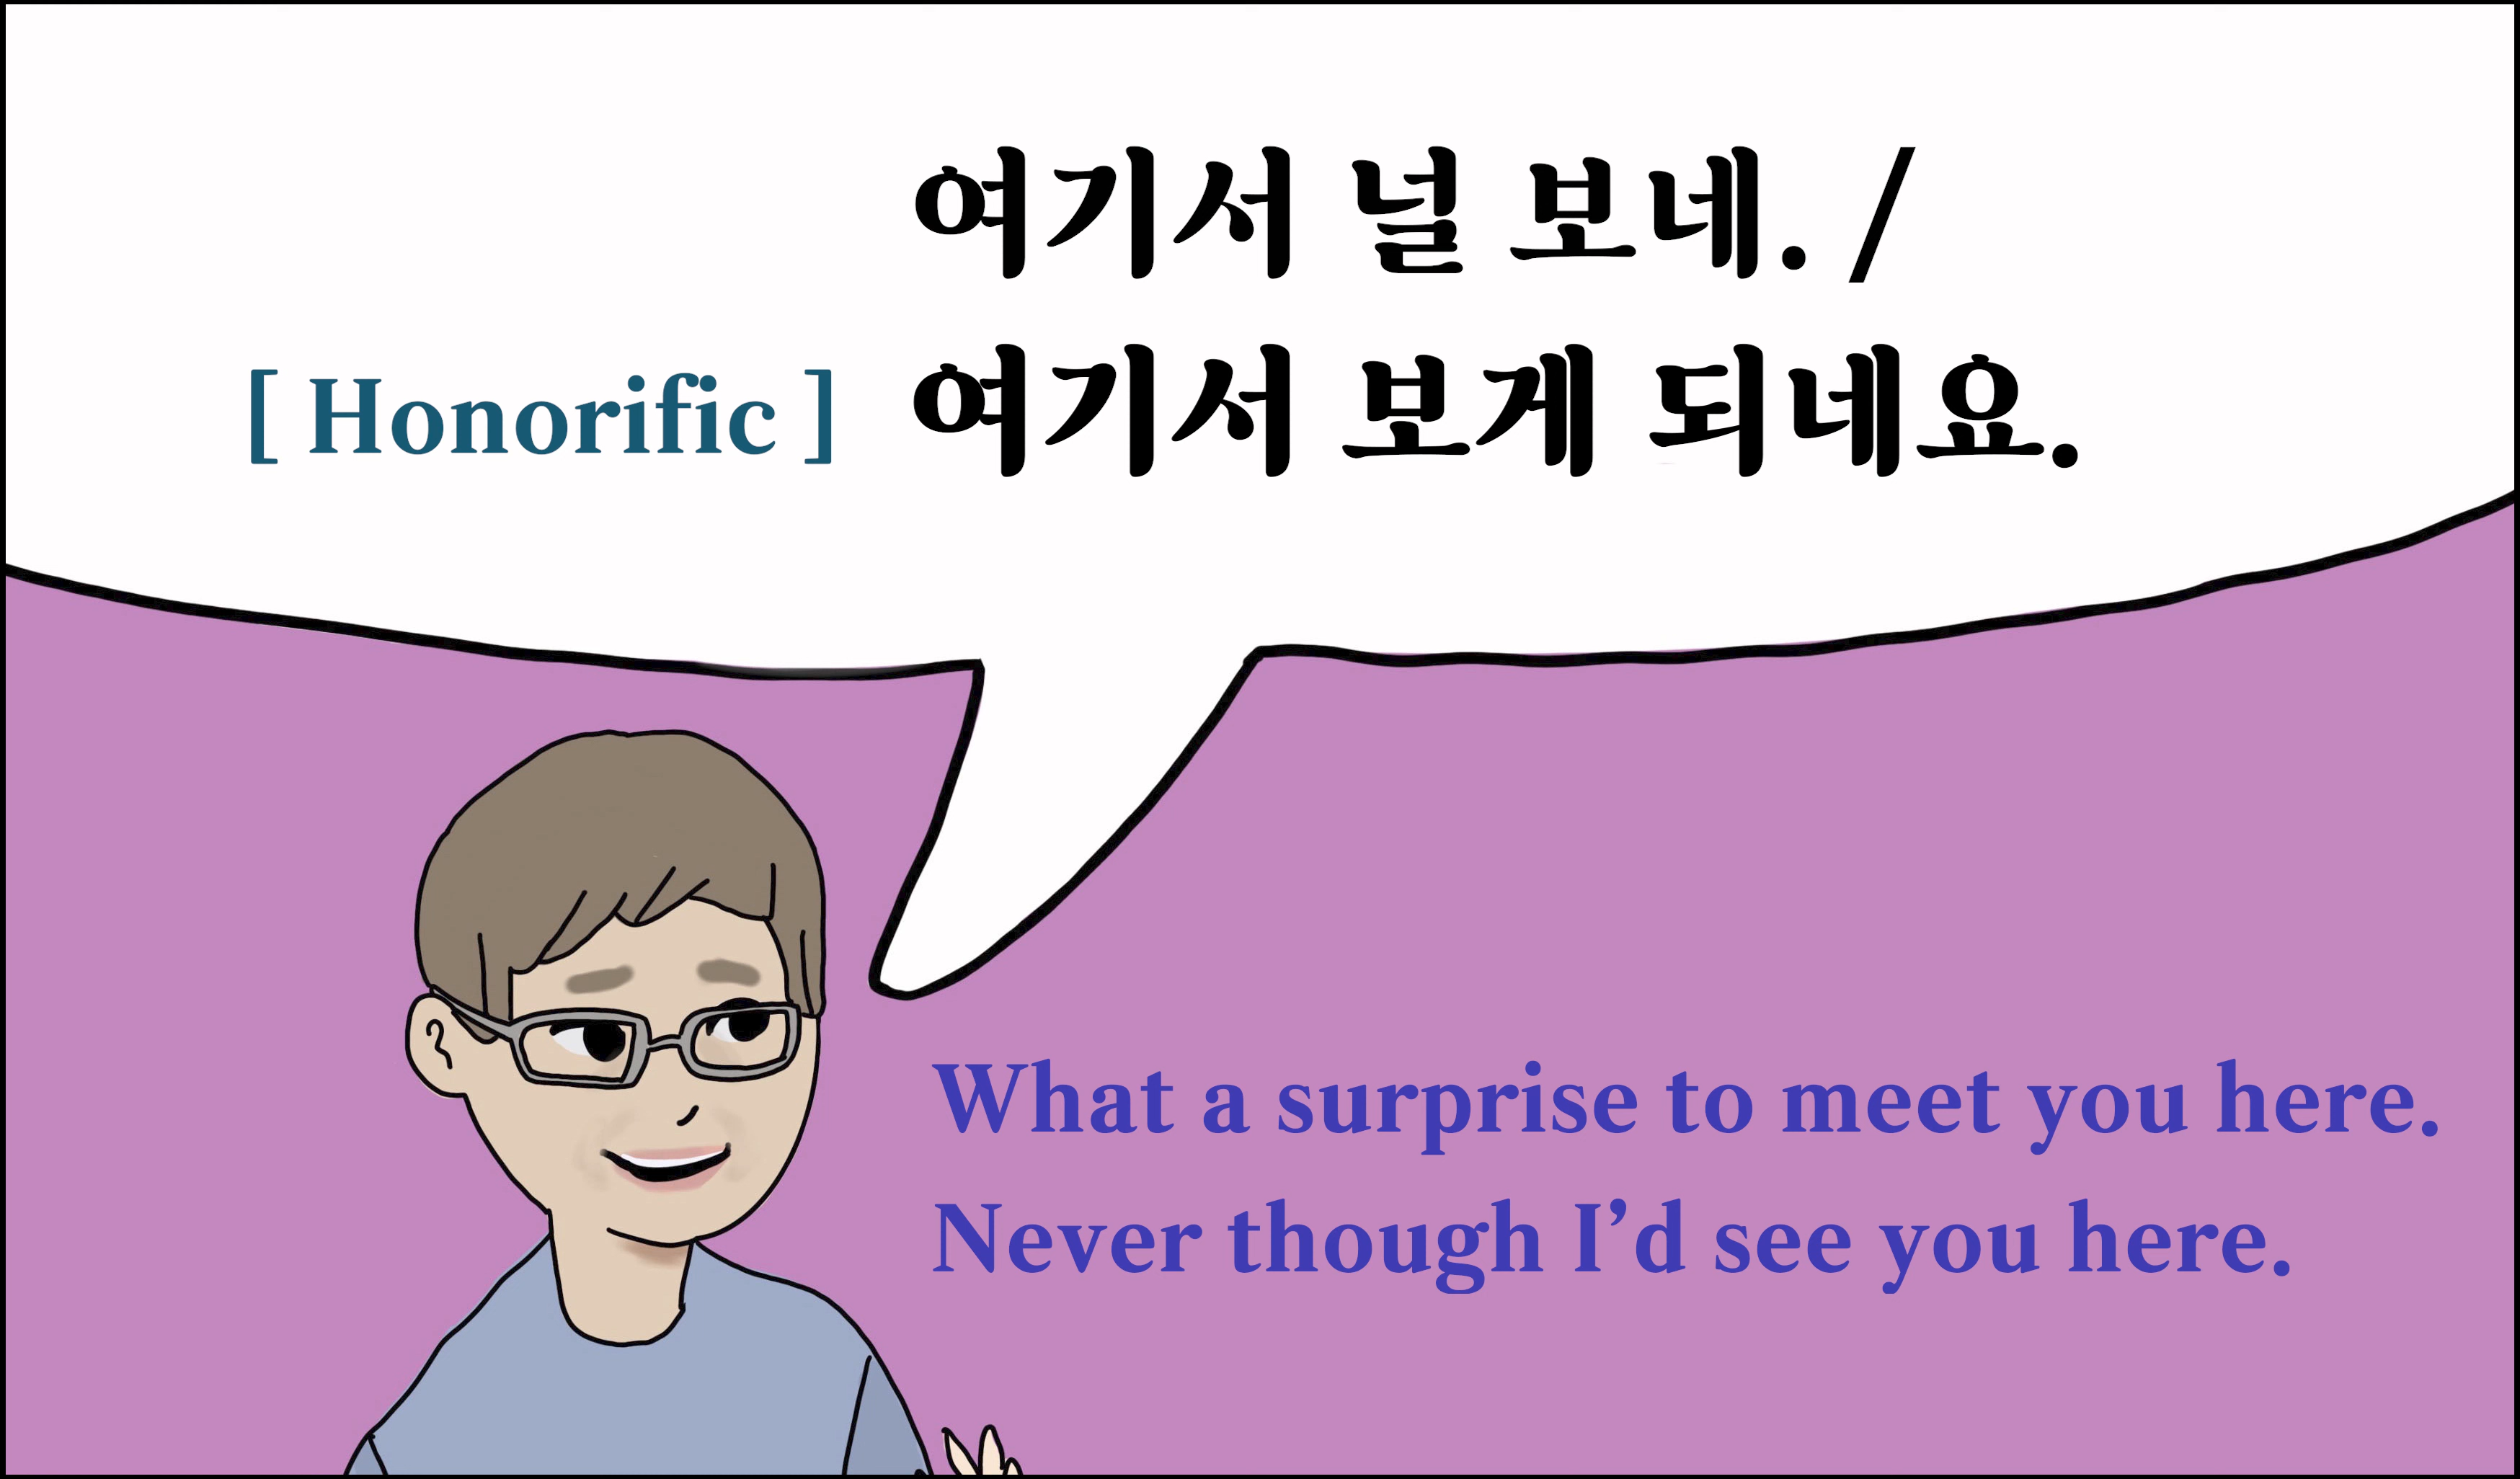 여기서 널 보네. /
[ Honorific ] 여기서 보게 되네요.
What a surprise to meet you here.
Never though I’d see you here.